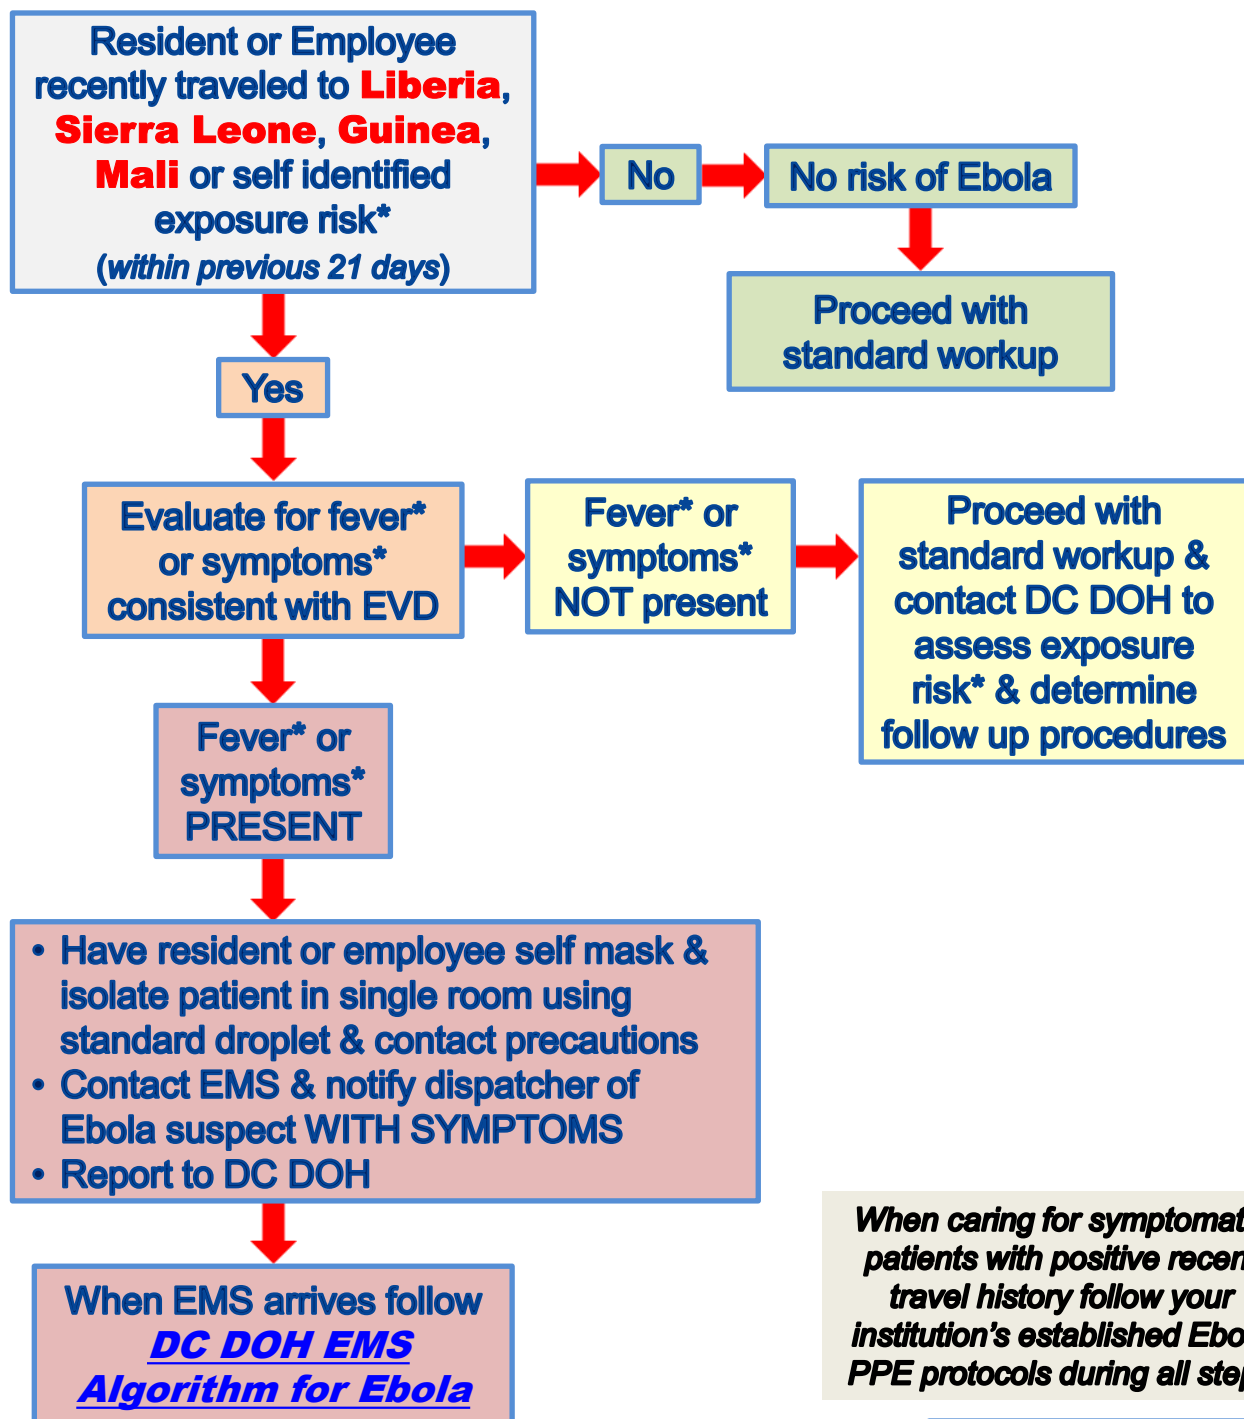 Resident or Employee
recently traveled to Liberia,
Sierra Leone, Guinea,
Mali or self identified
exposure risk*
(within previous 21 days)
No
No risk of Ebola
Proceed with
standard workup
Yes
Evaluate for fever*
or symptoms*
consistent with EVD
Fever* or
symptoms*
NOT present
Proceed with
standard workup &
contact DC DOH to
assess exposure
risk* & determine
follow up procedures
Fever* or
symptoms*
PRESENT
• Have resident or employee self mask &
isolate patient in single room using
standard droplet & contact precautions
• Contact EMS & notify dispatcher of
Ebola suspect WITH SYMPTOMS
• Report to DC DOH
When EMS arrives follow
DC DOH EMS
Algorithm for Ebola
When caring for
patients with positive
travel history follow your
institution's established
PPE protocols during all